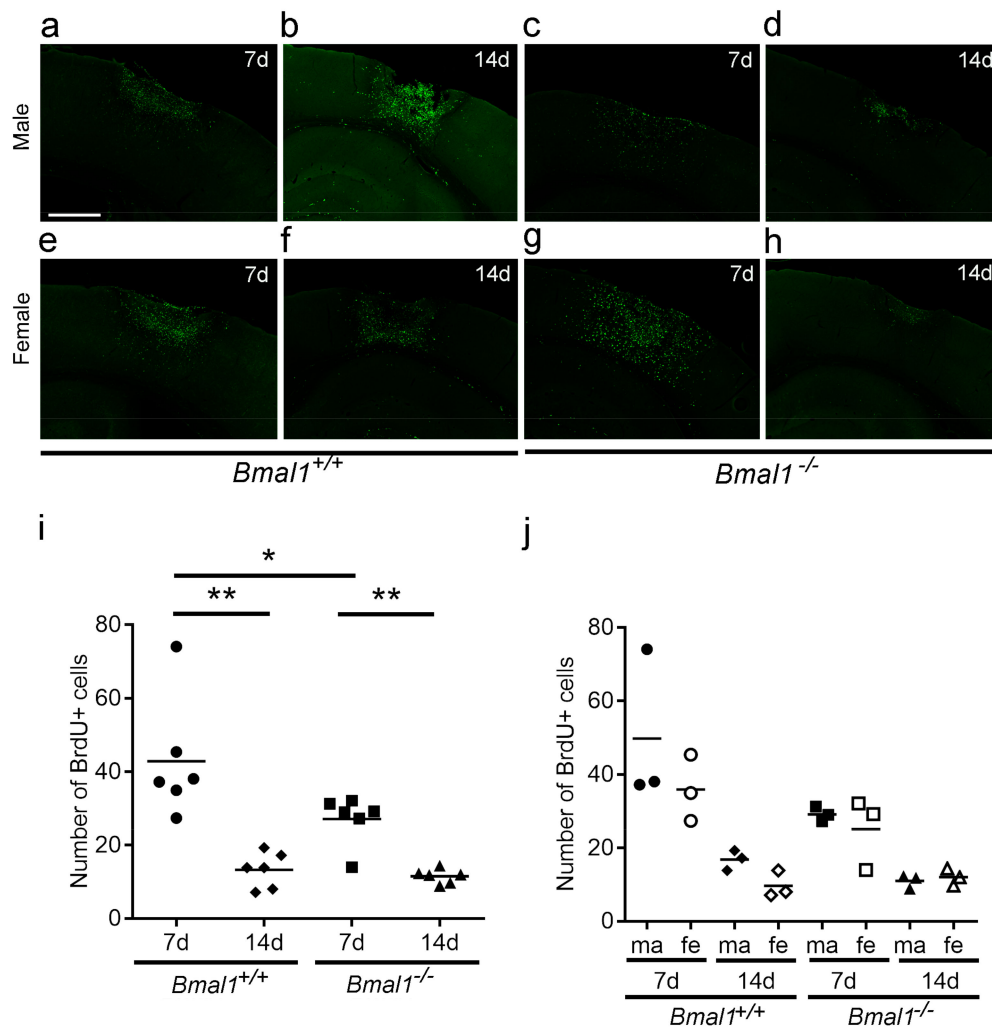 a b c d
Male 7d 14d 7d 14d
e f g h
Female 7d 14d 7d 14d
Bmal1+/+ Bmal1-/-
i j
*
** **
Number of BrdU+ cells
80
60
40
20
0
7d 14d 7d 14d
Bmal1+/+ Bmal1-/-
Number of BrdU+ cells
80
60
40
20
0
ma fe ma fe ma fe ma fe
7d 14d 7d 14d
Bmal1+/+ Bmal1-/-